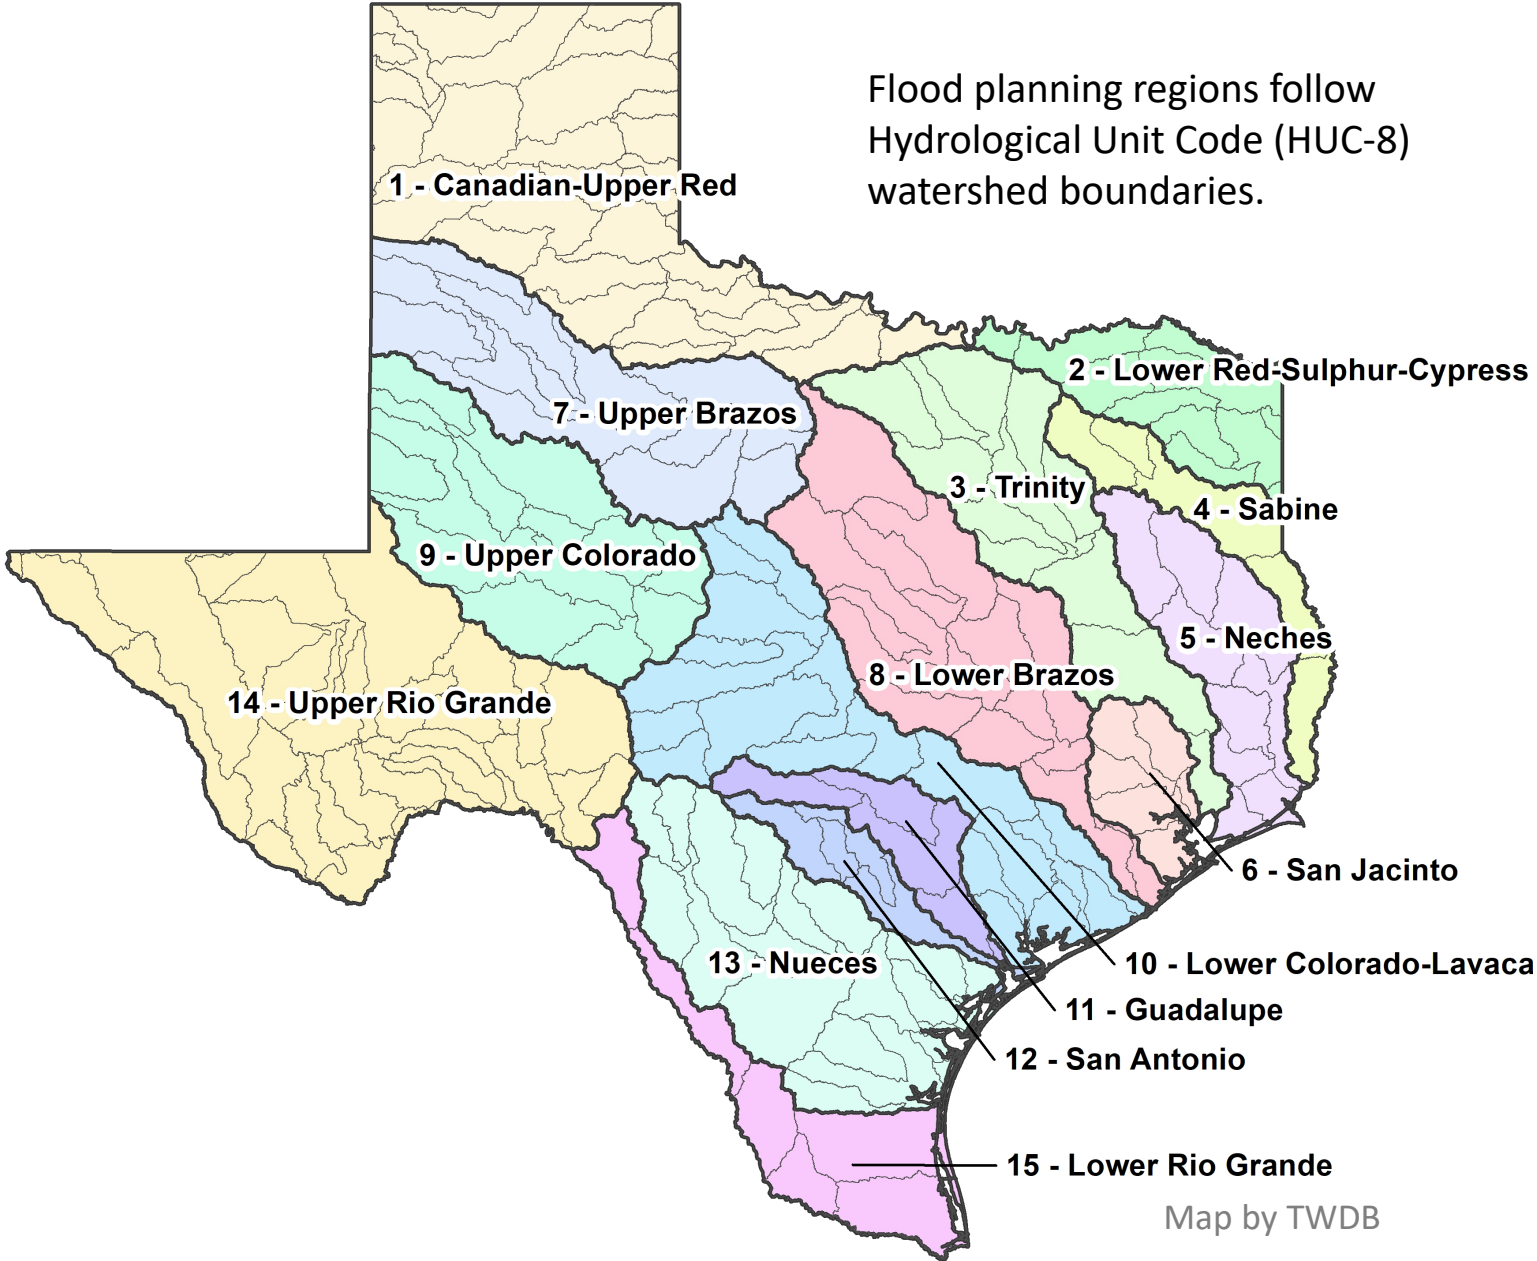 Flood planning regions follow
Hydrological Unit Code (HUC-8)
watershed boundaries.
1 - Canadian-Upper Red
2 - Lower Red-Sulphur-Cypress
7 - Upper Brazos
3 - Trinity
4 - Sabine
9 - Upper Colorado
5 - Neches
8 - Lower Brazos
14 - Upper Rio Grande
6 - San Jacinto
13 - Nueces
10 - Lower Colorado-Lavaca
11 - Guadalupe
12 - San Antonio
15 - Lower Rio Grande
Map by TWDB